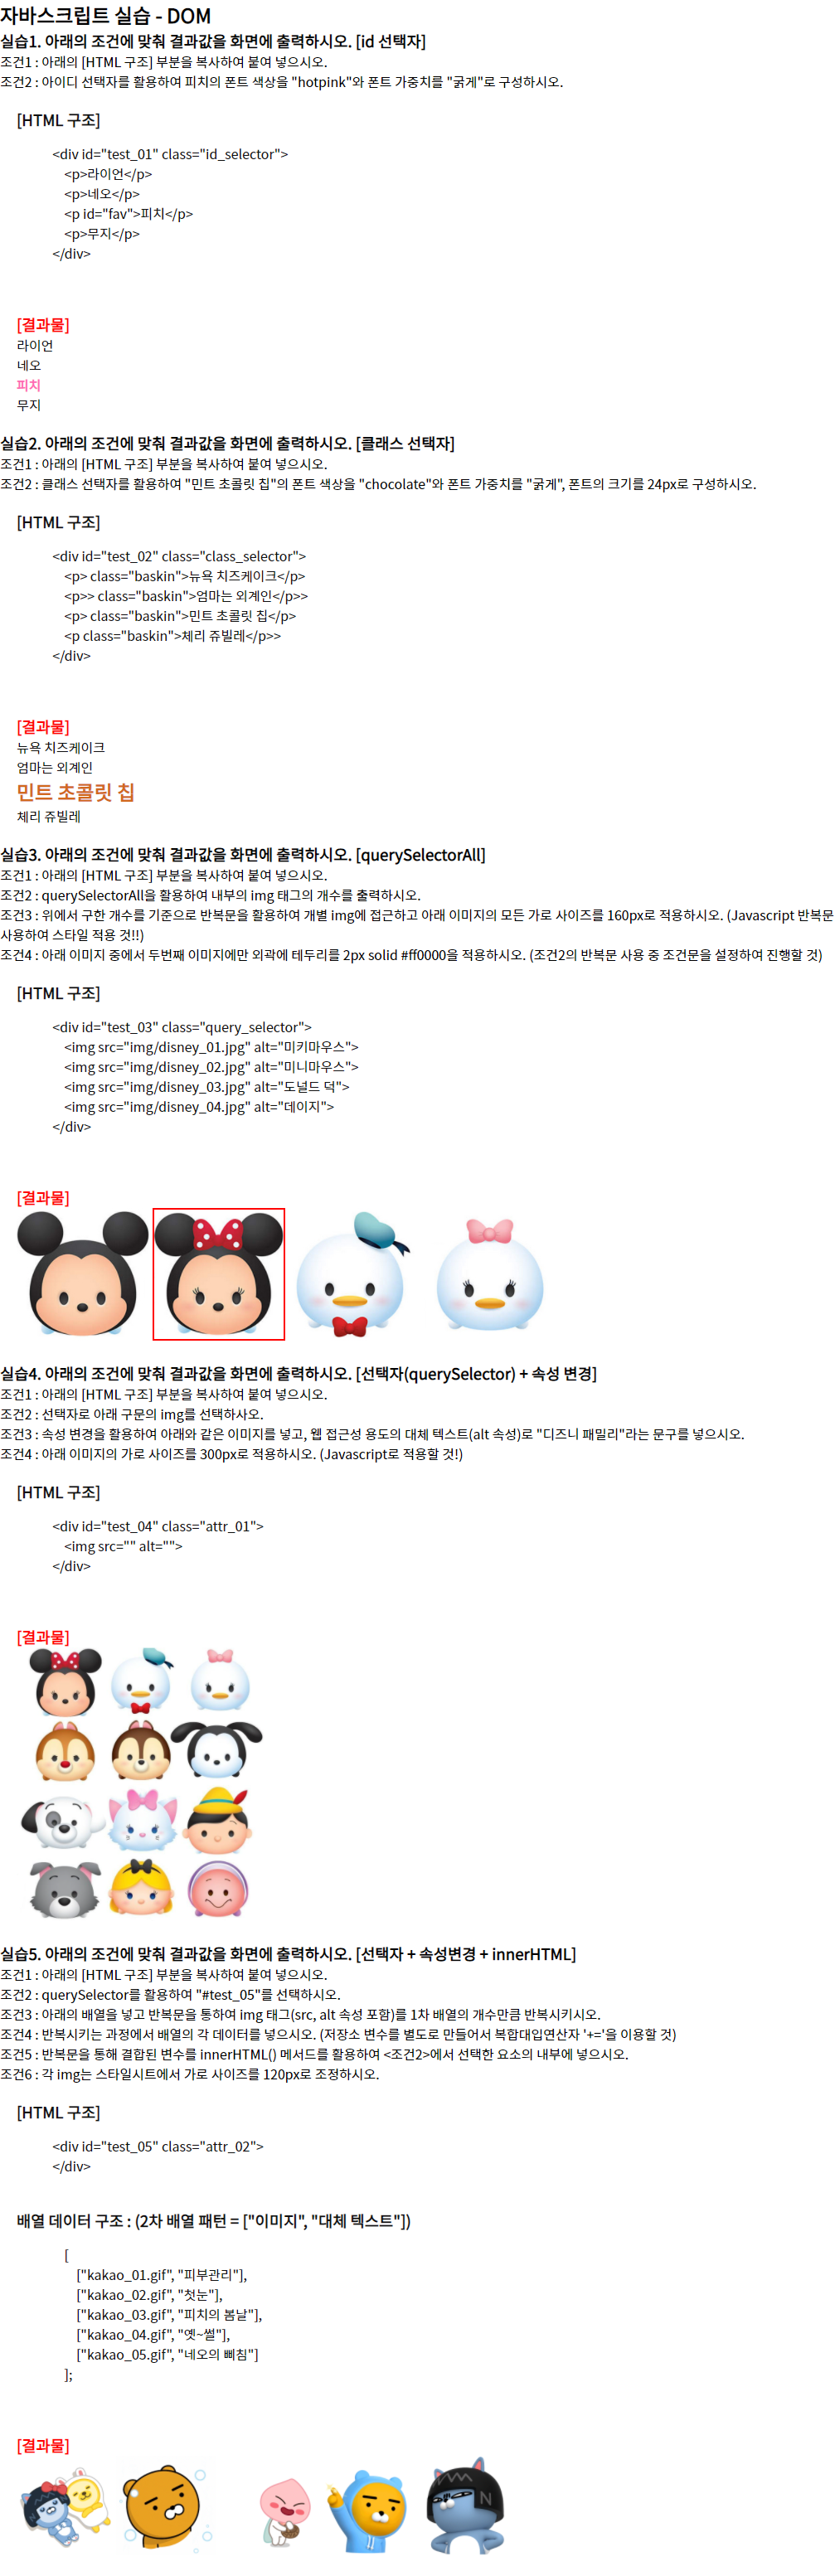 자바스크립트 실습 - DOM
실습1. 아래의 조건에 맞춰 결과값을 화면에 출력하시오. [id 선택자]
조건1 : 아래의 [HTML 구조] 부분을 복사하여 붙여 넣으시오.
조건2 : 아이디 선택자를 활용하여 피치의 폰트 색상을 "hotpink"와 폰트 가중치를 "굵게"로 구성하시오.
[HTML 구조]
<div id="test_01" class="id_selector">
<p>라이언</p>
<p>네오</p>
<p id="fav">피치</p>
<p>무지</p>
</div>
[결과물]
라이언
네오
피치
무지
실습2. 아래의 조건에 맞춰 결과값을 화면에 출력하시오. [클래스 선택자]
조건1 : 아래의 [HTML 구조] 부분을 복사하여 붙여 넣으시오.
조건2 : 클래스 선택자를 활용하여 "민트 초콜릿 칩"의 폰트 색상을 "chocolate"와 폰트 가중치를 "굵게", 폰트의 크기를 24px로 구성하시오.
[HTML 구조]
<div id="test_02" class="class_selector">
<p> class="baskin">뉴욕 치즈케이크</p>
<p>> class="baskin">엄마는 외계인</p>>
<p> class="baskin">민트 초콜릿 칩</p>
<p class="baskin">체리 쥬빌레</p>>
</div>
[결과물]
뉴욕 치즈케이크
엄마는 외계인
민트 초콜릿 칩
체리 쥬빌레
실습3. 아래의 조건에 맞춰 결과값을 화면에 출력하시오. [querySelectorAll]
조건1 : 아래의 [HTML 구조] 부분을 복사하여 붙여 넣으시오.
조건2 : querySelectorAll을 활용하여 내부의 img 태그의 개수를 출력하시오.
조건3 : 위에서 구한 개수를 기준으로 반복문을 활용하여 개별 img에 접근하고 아래 이미지의 모든 가로 사이즈를 160px로 적용하시오. (Javascript 반복문
사용하여 스타일 적용 것!!)
조건4 : 아래 이미지 중에서 두번째 이미지에만 외곽에 테두리를 2px solid #ff0000을 적용하시오. (조건2의 반복문 사용 중 조건문을 설정하여 진행할 것)
[HTML 구조]
<div id="test_03" class="query_selector">
<img src="img/disney_01.jpg" alt="미키마우스">
<img src="img/disney_02.jpg" alt="미니마우스">
<img src="img/disney_03.jpg" alt="도널드 덕">
<img src="img/disney_04.jpg" alt="데이지">
</div>
[결과물]
실습4. 아래의 조건에 맞춰 결과값을 화면에 출력하시오. [선택자(querySelector) + 속성 변경]
조건1 : 아래의 [HTML 구조] 부분을 복사하여 붙여 넣으시오.
조건2 : 선택자로 아래 구문의 img를 선택하사오.
조건3 : 속성 변경을 활용하여 아래와 같은 이미지를 넣고, 웹 접근성 용도의 대체 텍스트(alt 속성)로 "디즈니 패밀리"라는 문구를 넣으시오.
조건4 : 아래 이미지의 가로 사이즈를 300px로 적용하시오. (Javascript로 적용할 것!)
[HTML 구조]
<div id="test_04" class="attr_01">
<img src="" alt="">
</div>
[결과물]
실습5. 아래의 조건에 맞춰 결과값을 화면에 출력하시오. [선택자 + 속성변경 + innerHTML]
조건1 : 아래의 [HTML 구조] 부분을 복사하여 붙여 넣으시오.
조건2 : querySelector를 활용하여 "#test_05"를 선택하시오.
조건3 : 아래의 배열을 넣고 반복문을 통하여 img 태그(src, alt 속성 포함)를 1차 배열의 개수만큼 반복시키시오.
조건4 : 반복시키는 과정에서 배열의 각 데이터를 넣으시오. (저장소 변수를 별도로 만들어서 복합대입연산자 '+='을 이용할 것)
조건5 : 반복문을 통해 결합된 변수를 innerHTML() 메서드를 활용하여 <조건2>에서 선택한 요소의 내부에 넣으시오.
조건6 : 각 img는 스타일시트에서 가로 사이즈를 120px로 조정하시오.
[HTML 구조]
<div id="test_05" class="attr_02">
</div>
배열 데이터 구조 : (2차 배열 패턴 = ["이미지", "대체 텍스트"])
[
["kakao_01.gif", "피부관리"],
["kakao_02.gif", "첫눈"],
["kakao_03.gif", "피치의 봄날"],
["kakao_04.gif", "옛~썰"],
["kakao_05.gif", "네오의 삐침"]
];
[결과물]
N